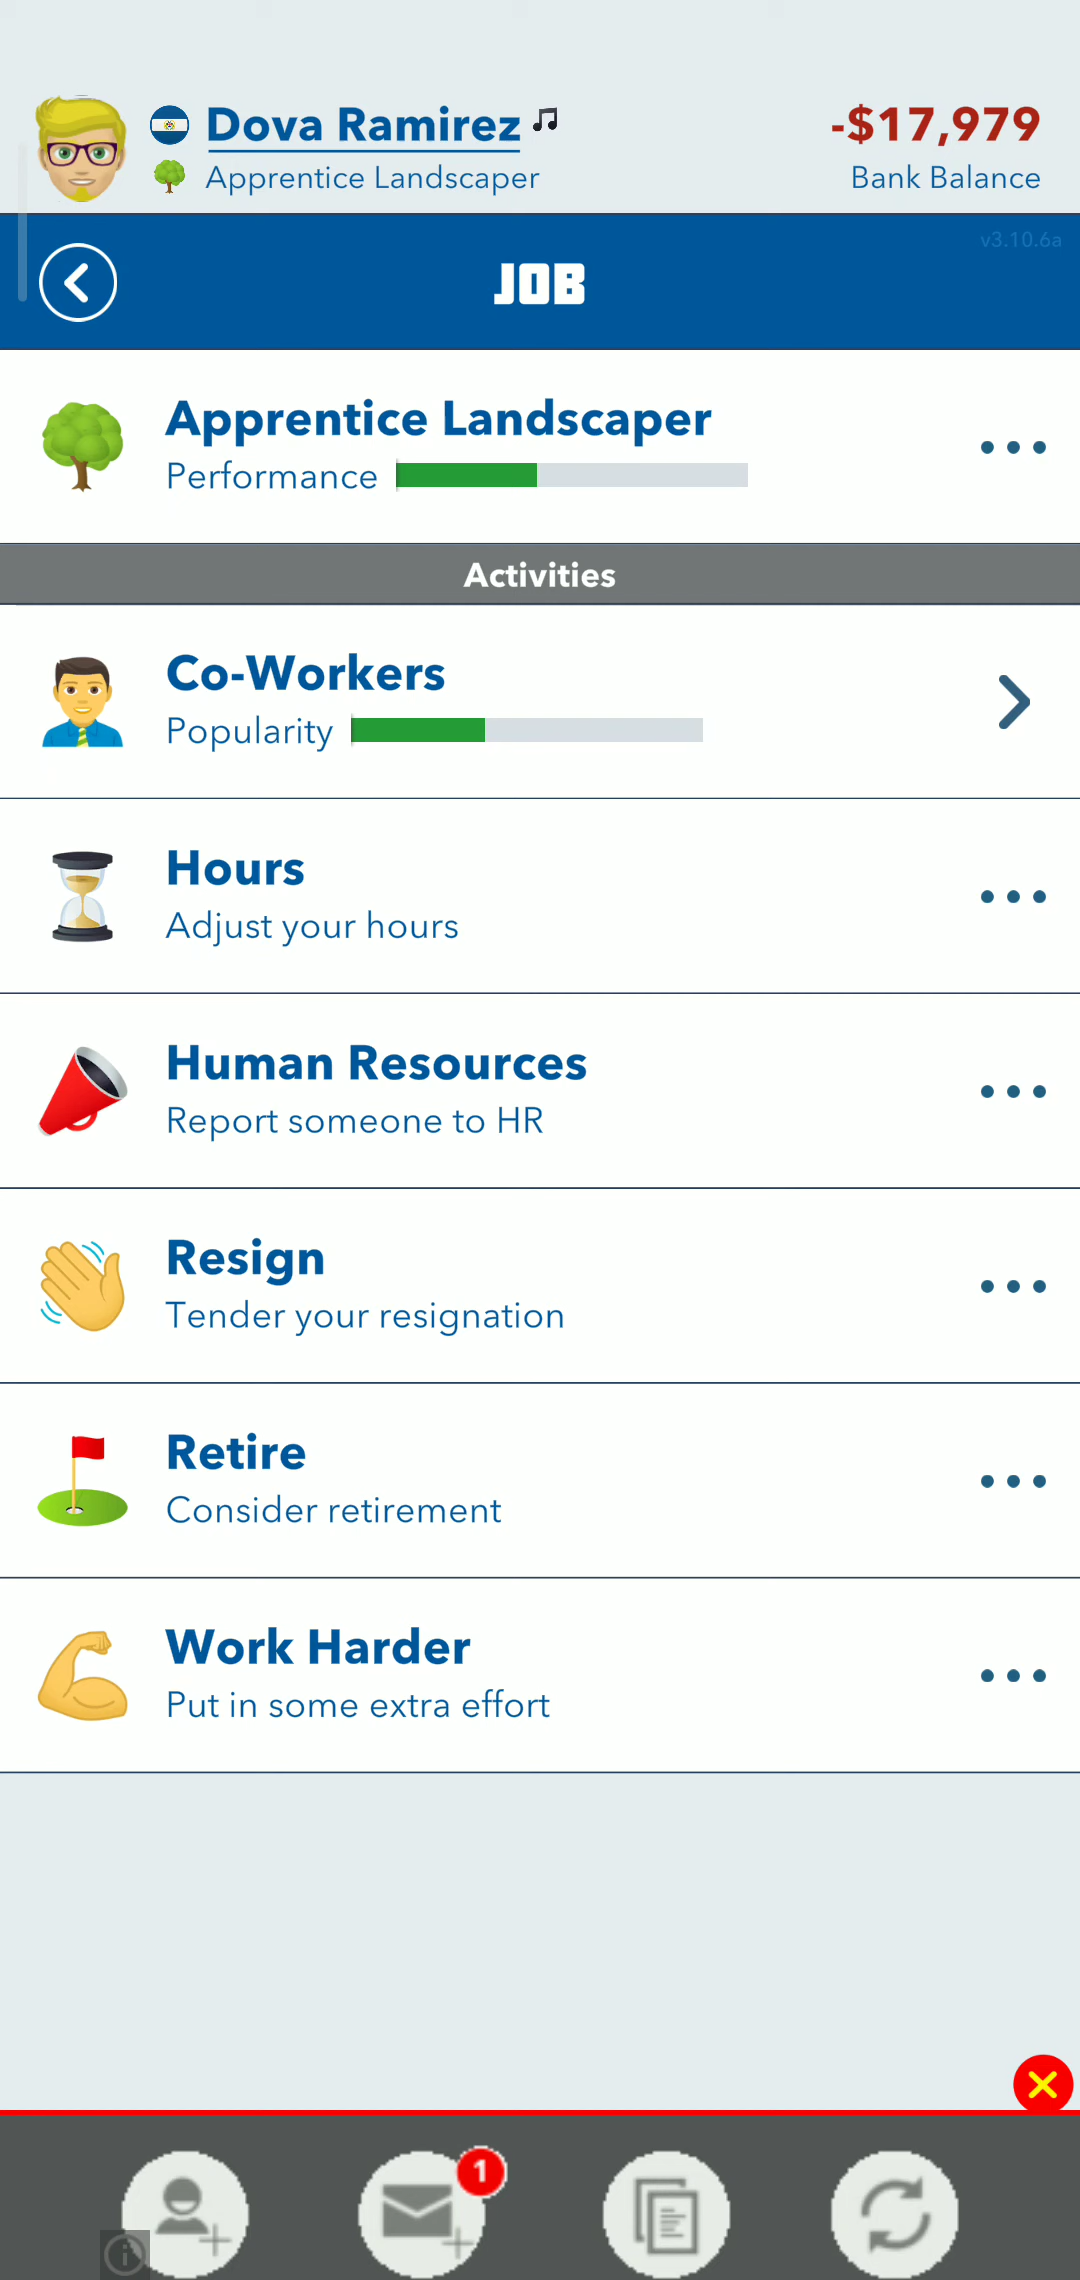 Dova Ramirez
-$17,979
Apprentice Landscaper
Bank Balance
v3.10.6a
JOB
Apprentice Landscaper
Performance
Activities
Co-Workers
Popularity
Hours
Adjust your hours
Human Resources
Report someone to HR
Resign
Tender your resignation
Retire
Consider retirement
Work Harder
Put in some extra effort
1